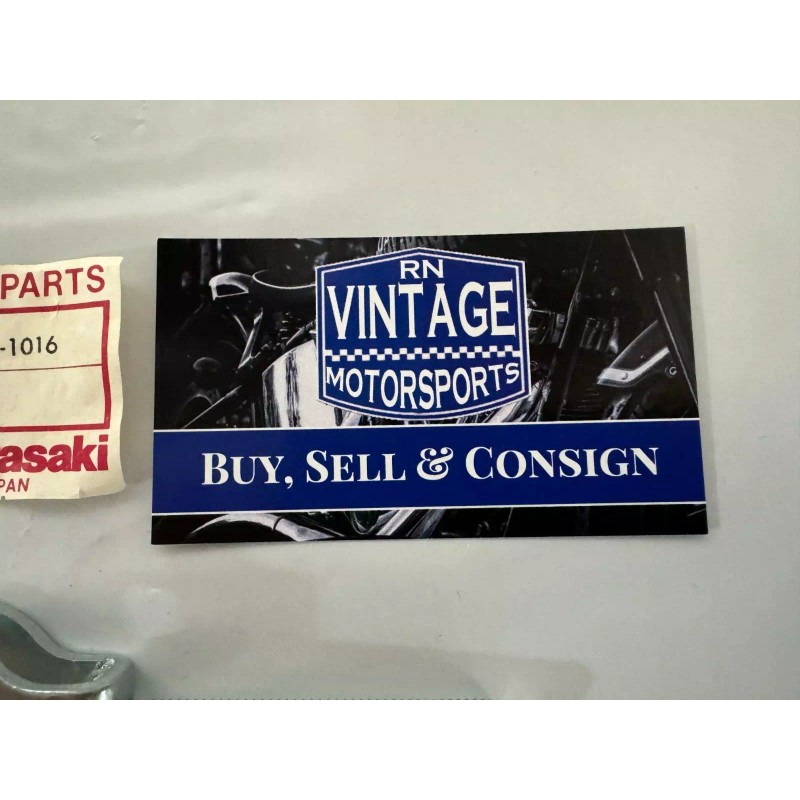 PARTS
-1016
asaki
PAN
RN
VINTAGE
MOTORSPORTS
BUY, SELL & CONSIGN
G